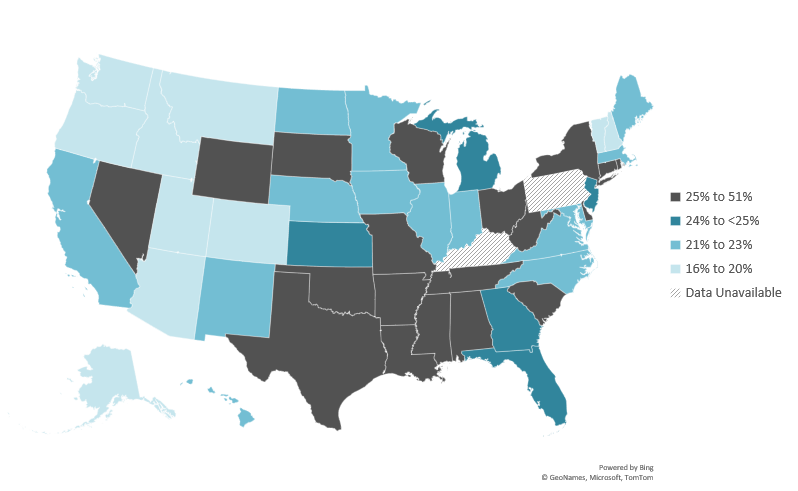 25% to 51%
24% to <25%
21% to 23%
16% to 20%
Data Unavailable
Powered by Bing
© GeoNames, Microsoft, TomTom